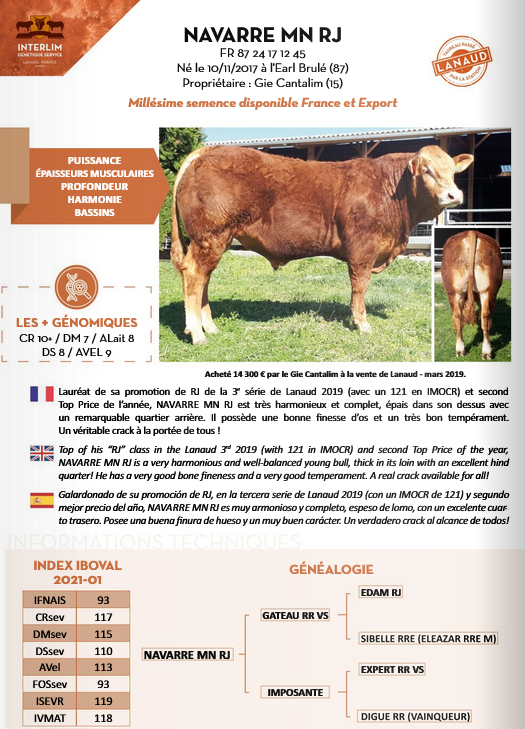 INTERLIM
GÉNÉTIQUE SERVICE
LANAUD - FRANCE
NAVARRE MN RJ
FR 87 24 17 12 45
Né le 10/11/2017 à l'Earl Brulé (87)
Propriétaire : Gie Cantalim (15)
Millésime semence disponible France et Export
TAUREAU PASSÉ
LANAUD
PAR LA STATION
PUISSANCE
ÉPAISSEURS MUSCULAIRES
PROFONDEUR
HARMONIE
BASSINS
LES + GÉNOMIQUES
CR 10+ / DM 7 / ALait 8
DS 8 / AVEL 9
Acheté 14 300 € par le Gie Cantalim à la vente de Lanaud - mars 2019.
Lauréat de sa promotion de RJ de la 3e série de Lanaud 2019 (avec un 121 en IMOCR) et second
Top Price de l'année, NAVARRE MN RJ est très harmonieux et complet, épais dans son dessus avec
un remarquable quartier arrière. Il possède une bonne finesse d'os et un très bon tempérament.
Un véritable crack à la portée de tous !
Top of his "RJ" class in the Lanaud 3rd 2019 (with 121 in IMOCR) and second Top Price of the year,
NAVARRE MN RJ is a very harmonious and well-balanced young bull, thick in its loin with an excellent hind
quarter! He has a very good bone fineness and a very good temperament. A real crack available for all!
Galardonado de su promoción de RJ, en la tercera serie de Lanaud 2019 (con un IMOCR de 121) y segundo
mejor precio del año, NAVARRE MN RJ es muy armonioso y completo, espeso de lomo, con un excelente cuar-
to trasero. Posee una buena finura de hueso y un muy buen carácter. Un verdadero crack al alcance de todos!
INFORMATIONS TECHNIQUES
INDEX IBOVAL
2021-01
IFNAIS 93
CRsev 117
DMsev 115
DSsev 110
AVel 113
FOSsev 93
ISEVR 119
IVMAT 118
GÉNÉALOGIE
EDAM RJ
GATEAU RR VS
SIBELLE RRE (ELEAZAR RRE M)
NAVARRE MN RJ
EXPERT RR VS
IMPOSANTE
DIGUE RR (VAINQUEUR)